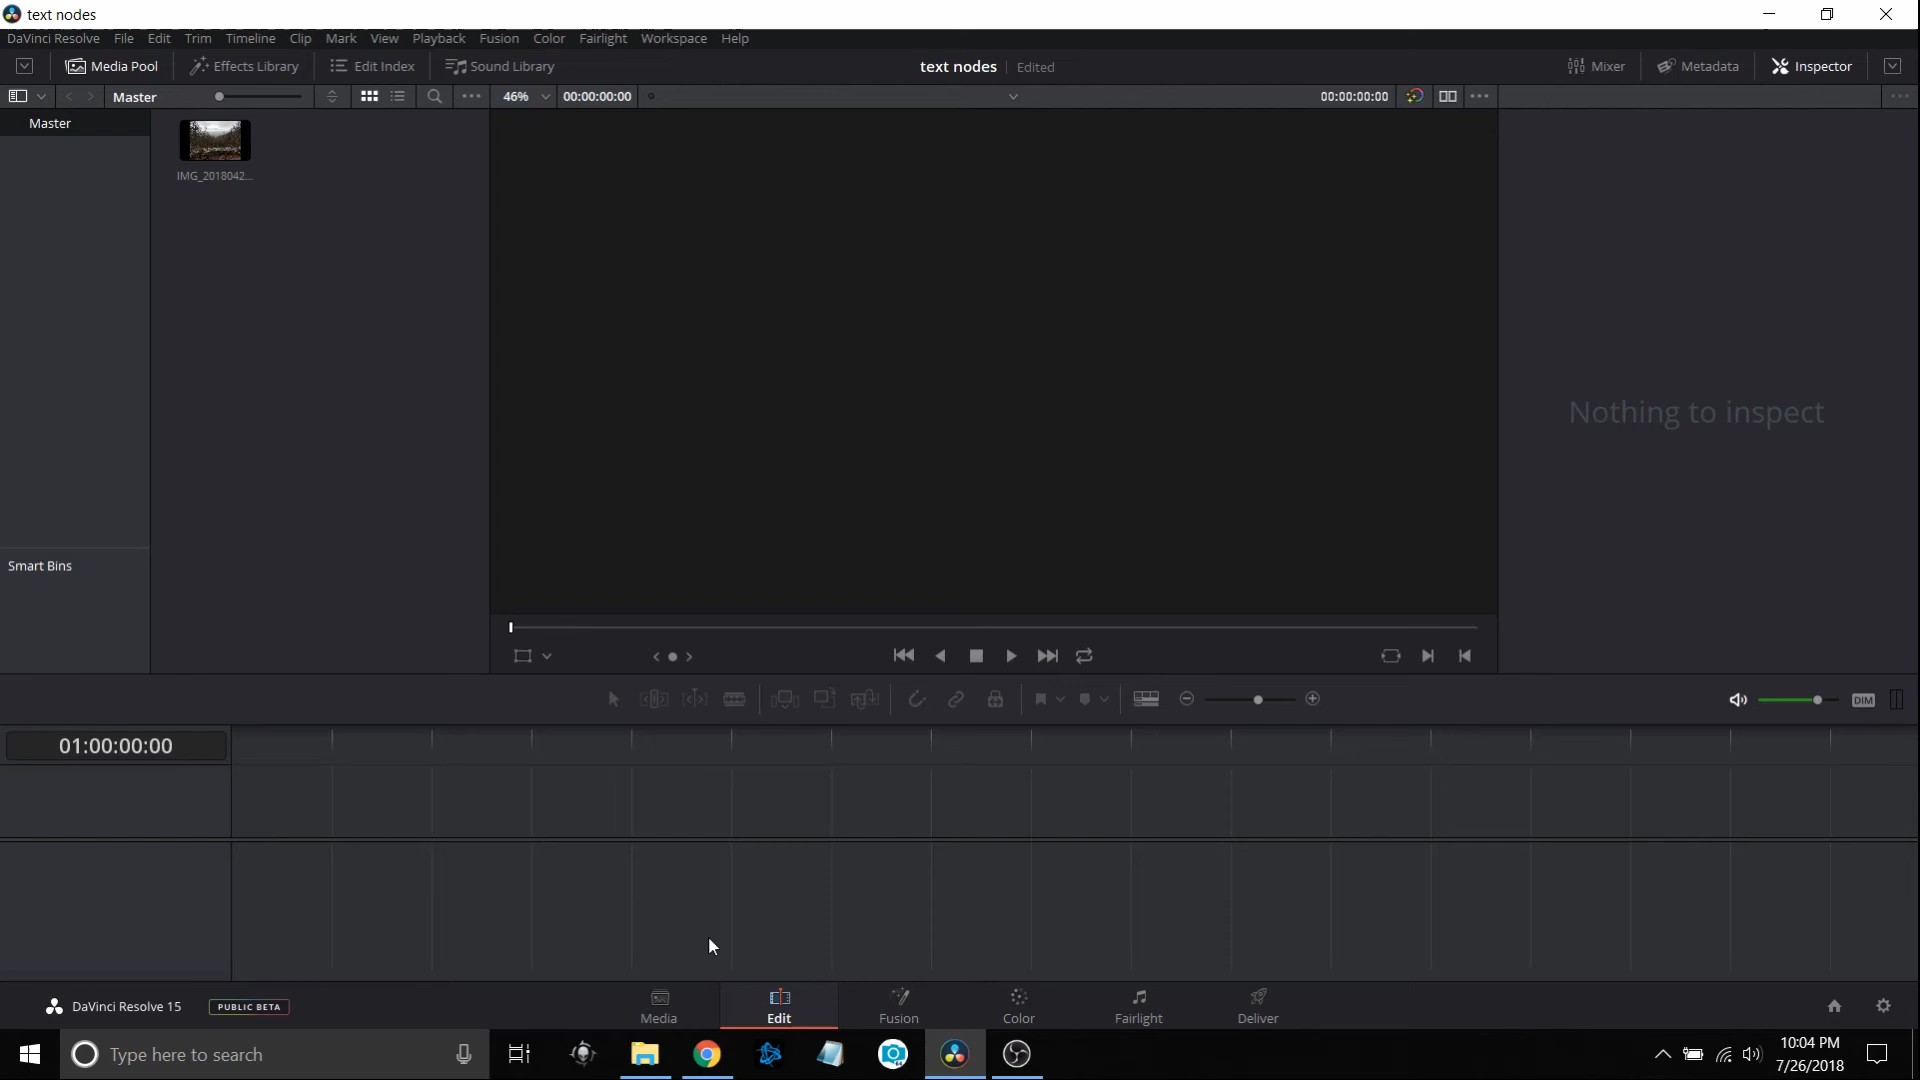 text nodes
DaVinci Resolve File Edit Trim Timeline Clip Mark View Playback Fusion Color Fairlight Workspace Help
Media Pool Effects Library Edit Index Sound Library text nodes Edited Mixer Metadata Inspector
Master 46% 00:00:00:00 00:00:00:00
Master
IMG_2018042...
Nothing to inspect
Smart Bins
DIM
01:00:00:00
DaVinci Resolve 15 PUBLIC BETA Media Edit Fusion Color Fairlight Deliver
Type here to search
10:04 PM
7/26/2018